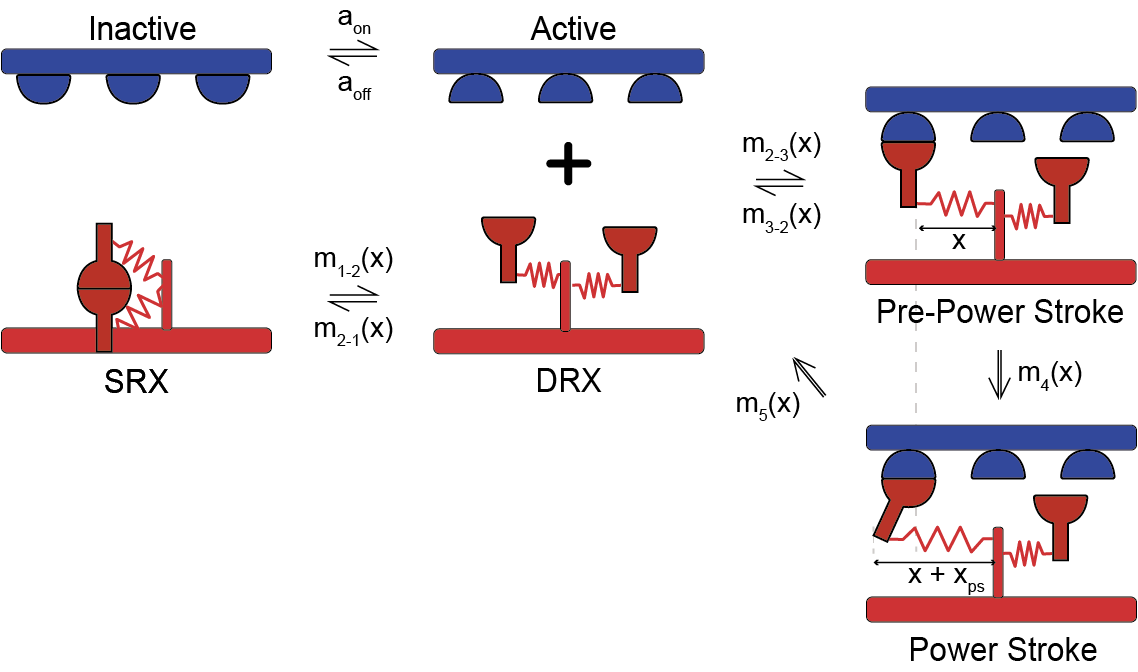 Inactive
a_on
a_off
Active
+
m_2-3(x)
m_3-2(x)
x
Pre-Power Stroke
m_1-2(x)
m_2-1(x)
SRX
DRX
m_4(x)
m_5(x)
x + x_ps
Power Stroke